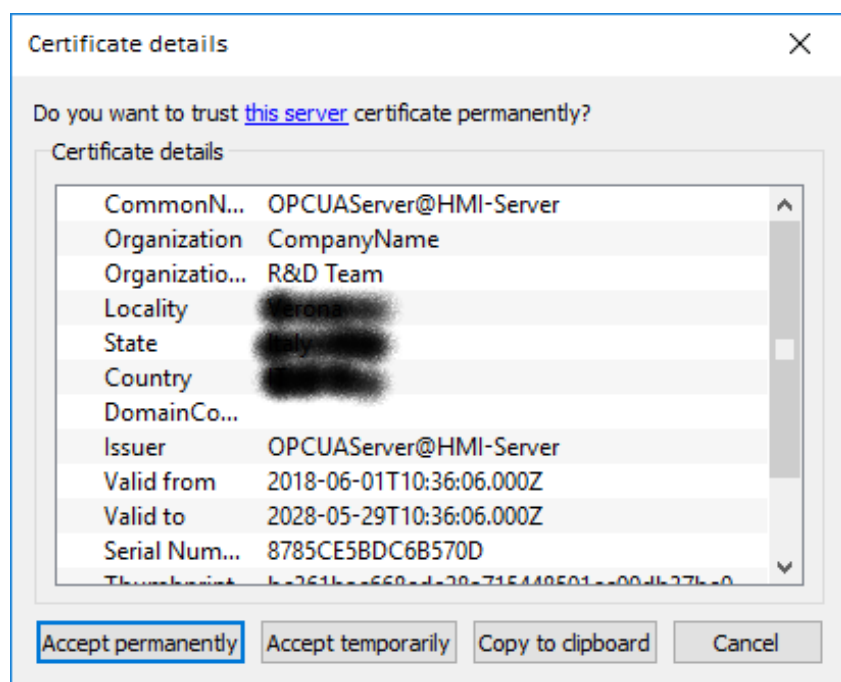 Certificate details
Do you want to trust this server certificate permanently?
Certificate details
CommonN... OPCUAServer@HMI-Server
Organization CompanyName
Organizatio... R&D Team
Locality
State
Country
DomainCo...
Issuer OPCUAServer@HMI-Server
Valid from 2018-06-01T10:36:06.000Z
Valid to 2028-05-29T10:36:06.000Z
Serial Num... 8785CE5BDC6B570D
Thumbprint
Accept permanently Accept temporarily Copy to clipboard Cancel